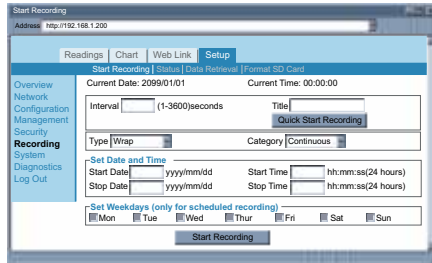 Start Recording
Address http://192.168.1.200
Readings Chart Web Link Setup
Start Recording | Status | Data Retrieval | Format SD Card
Overview
Network
Configuration
Management
Security
Recording
System
Diagnostics
Log Out
Current Date: 2099/01/01 Current Time: 00:00:00
Interval (1-3600)seconds Title
Quick Start Recording
Type Wrap Category Continuous
Set Date and Time
Start Date yyyy/mm/dd Start Time hh:mm:ss(24 hours)
Stop Date yyyy/mm/dd Stop Time hh:mm:ss(24 hours)
Set Weekdays (only for scheduled recording)
Mon Tue Wed Thur Fri Sat Sun
Start Recording